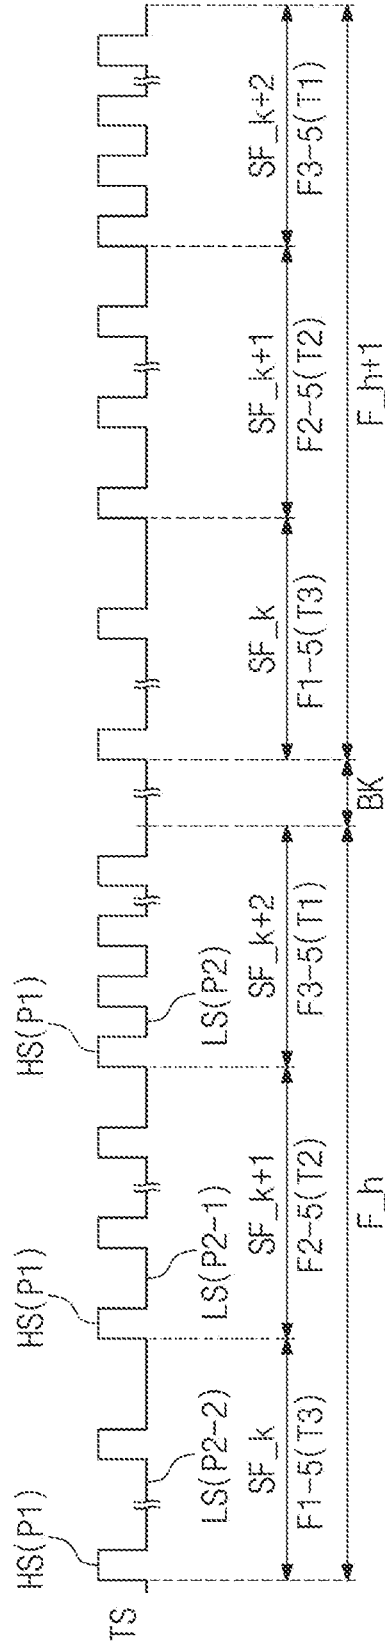 TS
HS(P1)
HS(P1)
HS(P1)
LS(P2-2)
LS(P2-1)
LS(P2)
SF_k
SF_k+1
SF_k+2
SF_k
SF_k+1
SF_k+2
F1-5(T3)
F2-5(T2)
F3-5(T1)
F1-5(T3)
F2-5(T2)
F3-5(T1)
F_h
BK
F_h+1